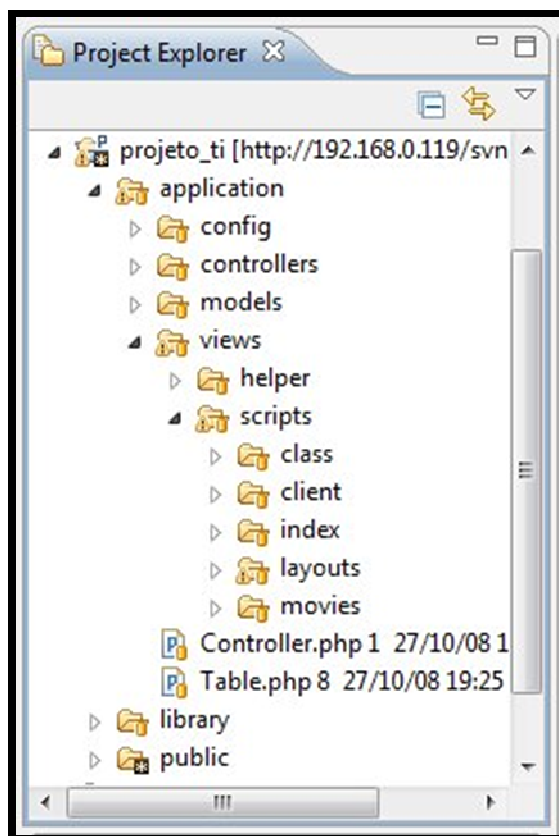 Project Explorer
projeto_ti [http://192.168.0.119/svn
application
config
controllers
models
views
helper
scripts
class
client
index
layouts
movies
Controller.php 1 27/10/08 1
Table.php 8 27/10/08 19:25
library
public